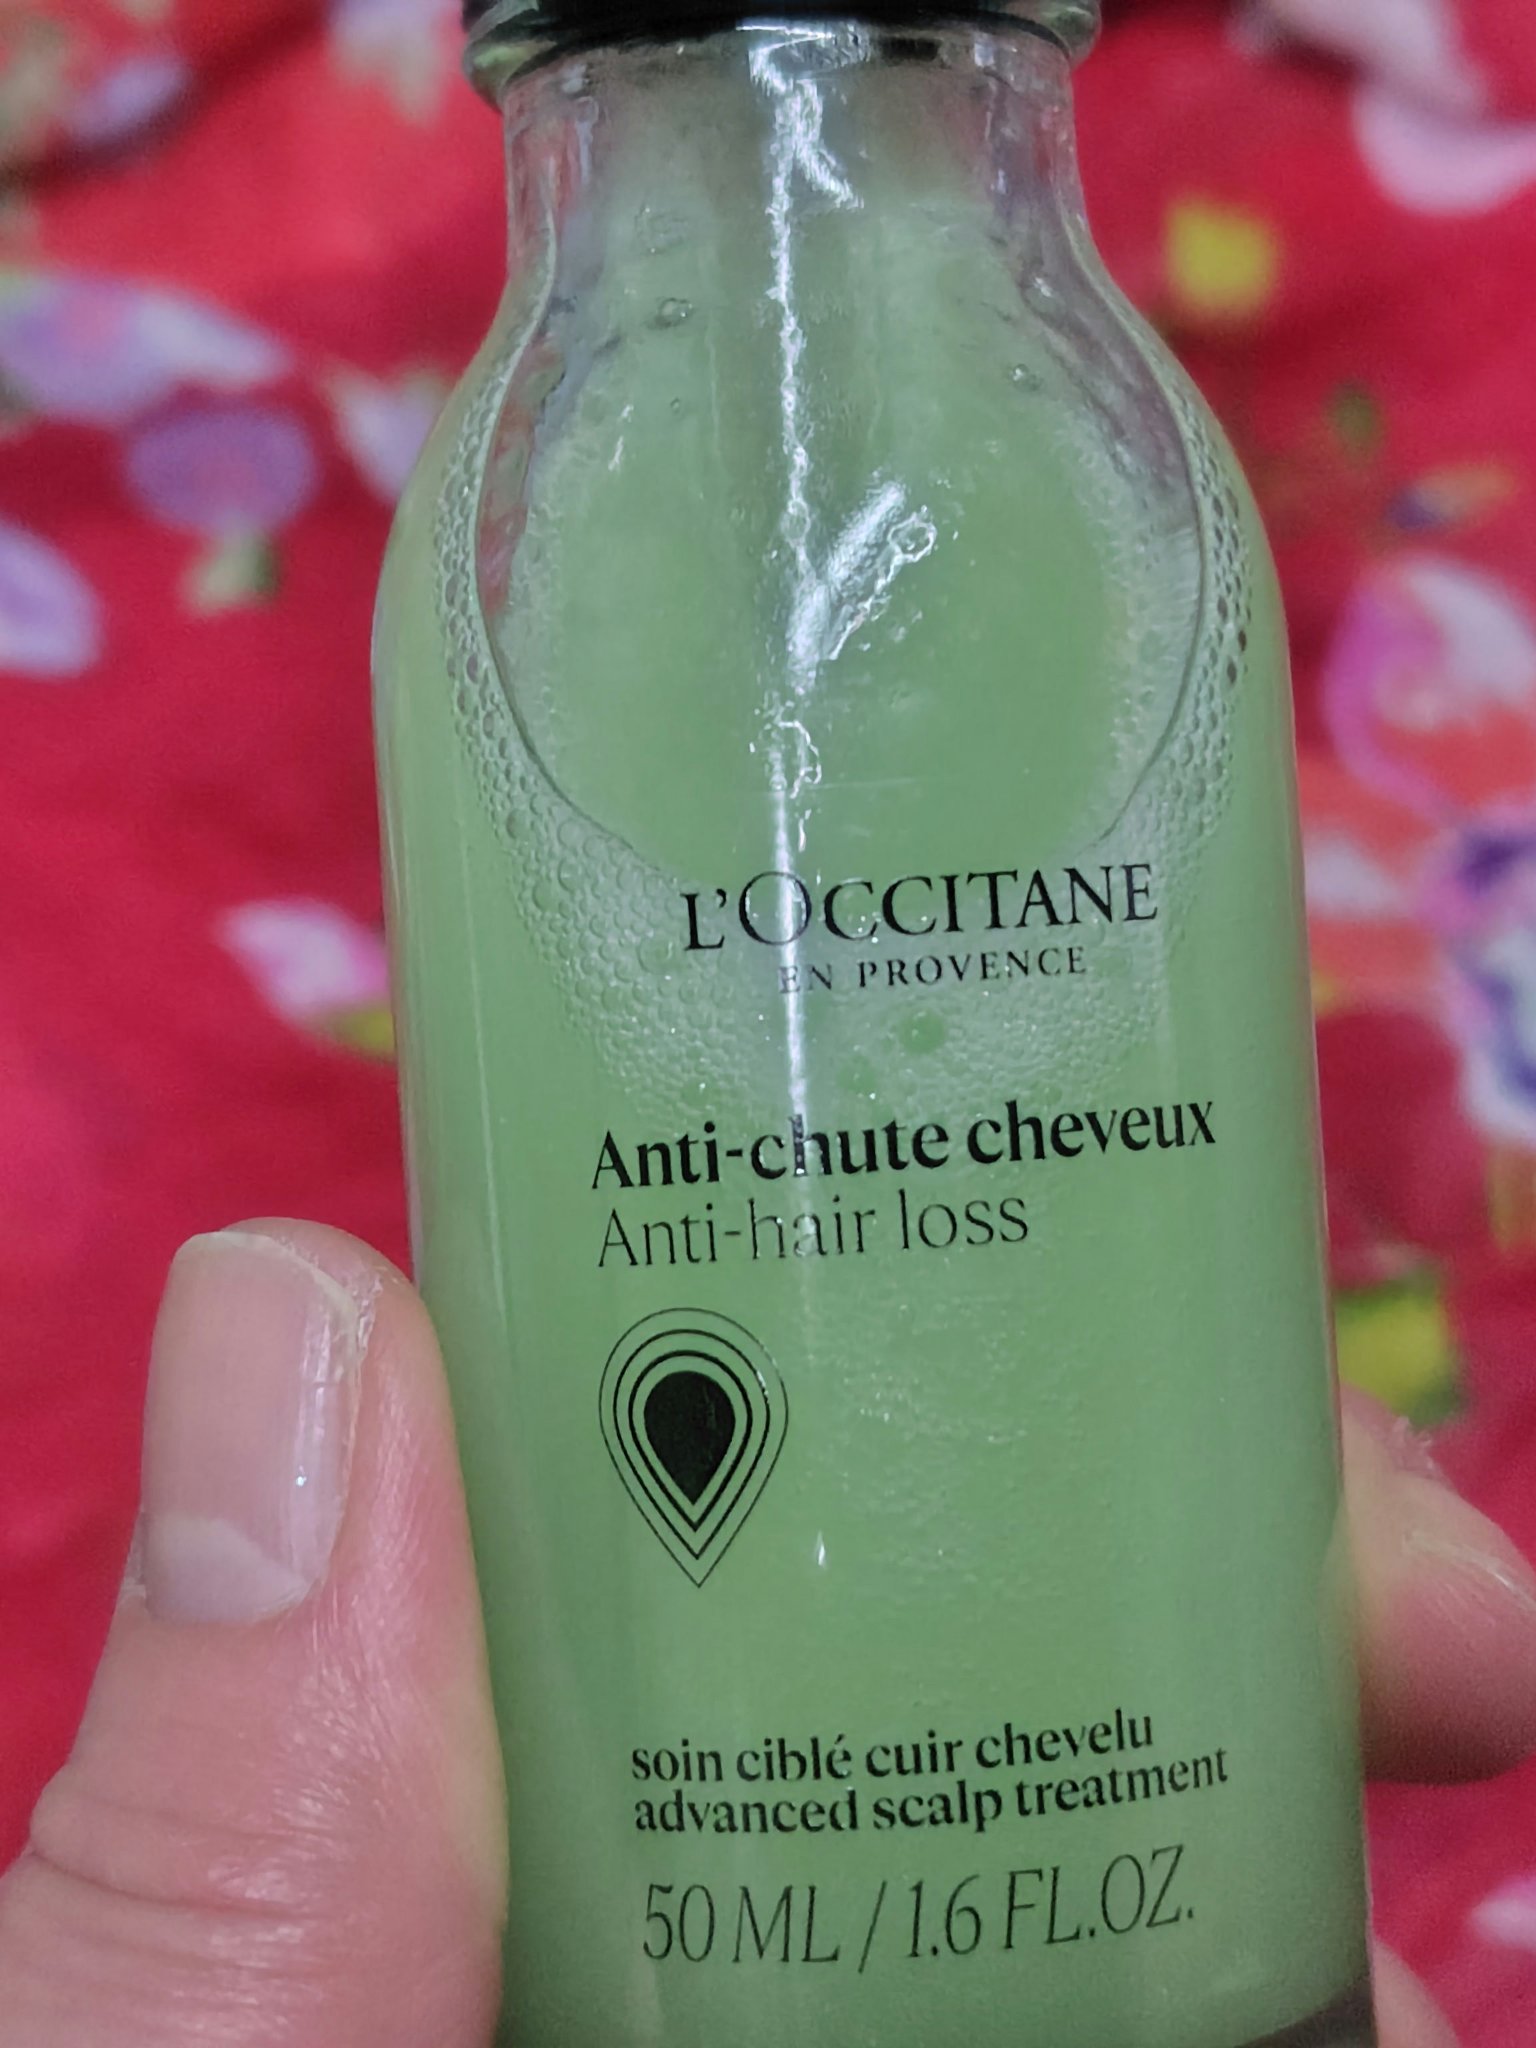 L'OCCITANE
EN PROVENCE
Anti-chute cheveux
Anti-hair loss
soin ciblé cuir chevelu
advanced scalp treatment
50 ML / 1.6 FL.OZ.